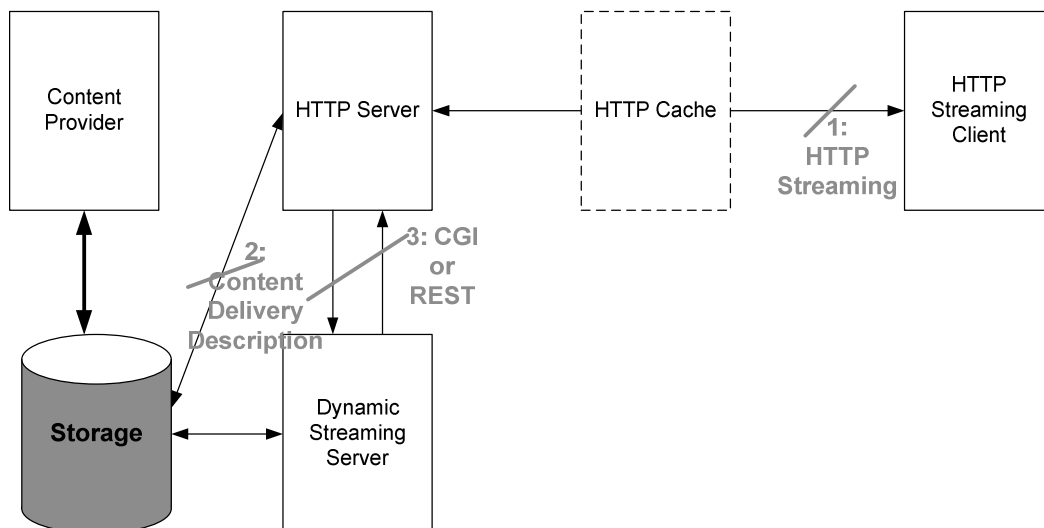 Content
Provider
HTTP Server
HTTP Cache
HTTP
Streaming
Client
1:
HTTP
Streaming
2:
Content
Delivery
Description
3: CGI
or
REST
Storage
Dynamic
Streaming
Server